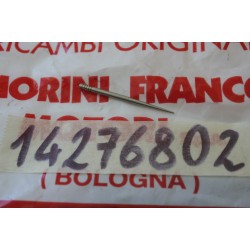 RICAMBI ORIGINA
MORINI FRANCO
MOTORI
14276802
( BOLOGNA )